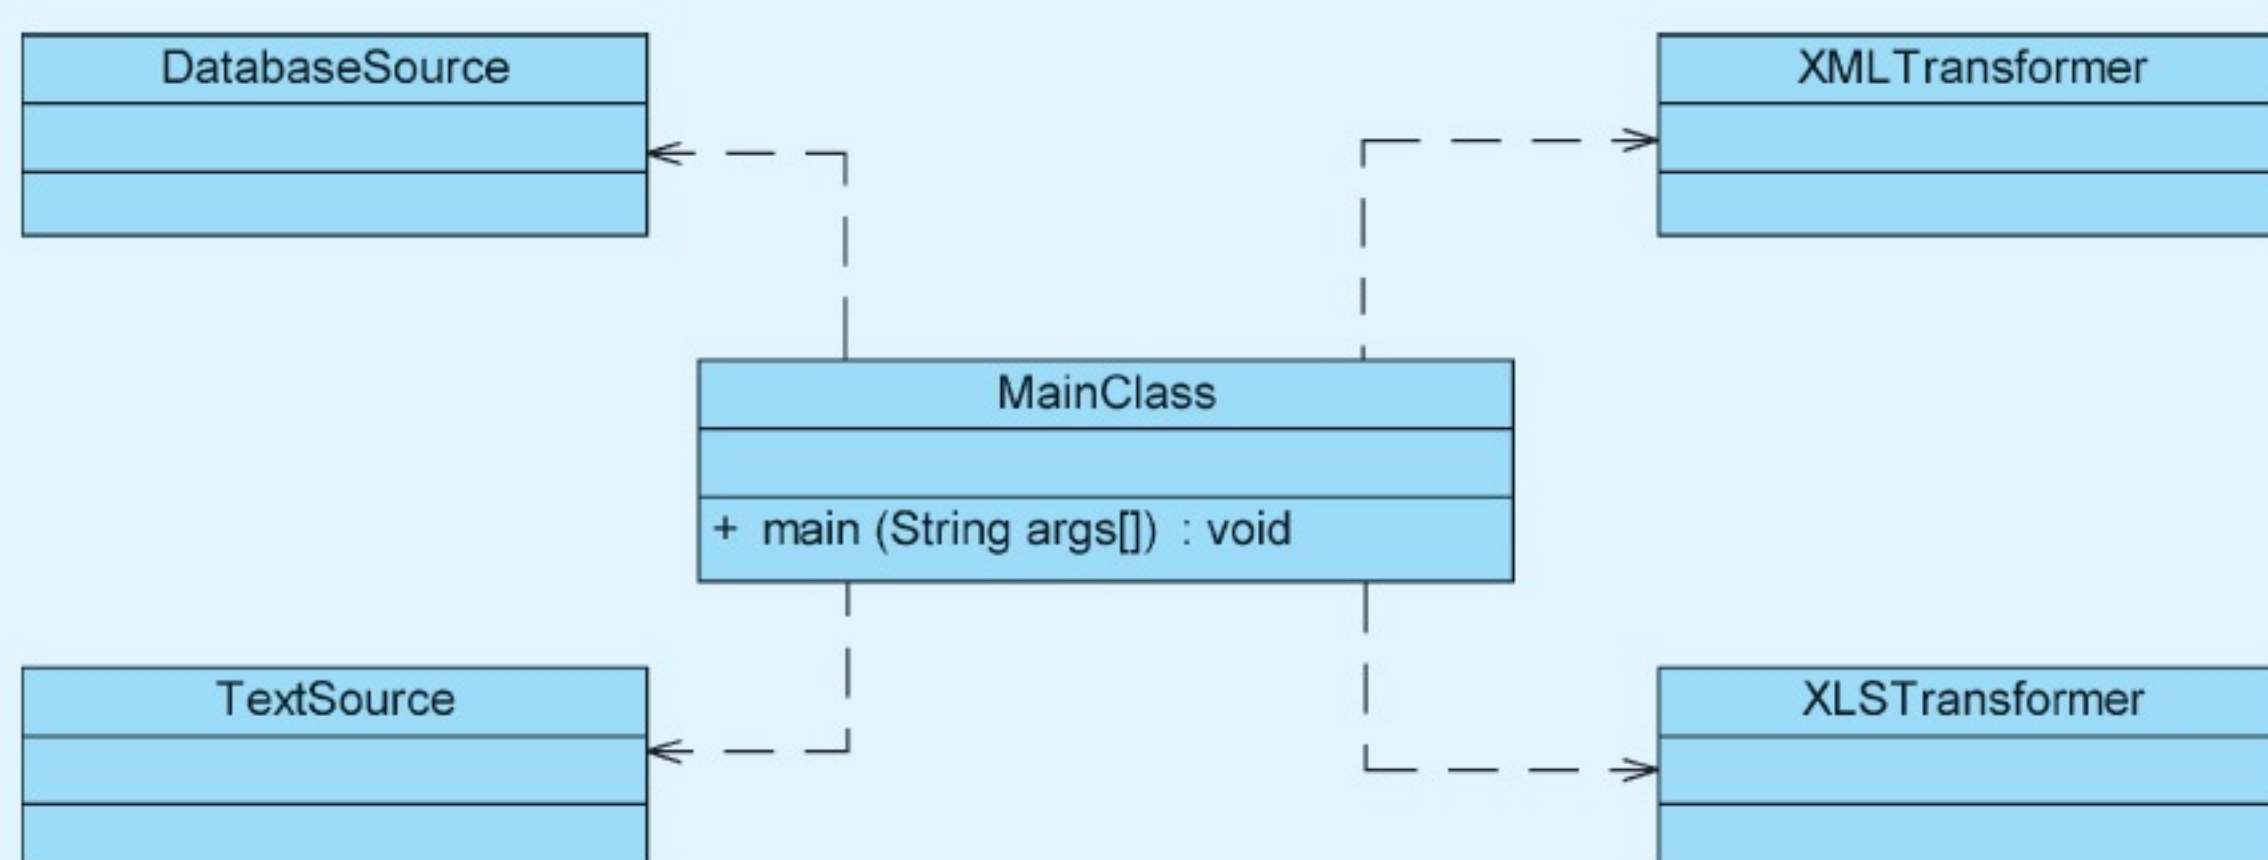 DatabaseSource
XMLTransformer
MainClass
+ main (String args[]) : void
TextSource
XLSTransformer